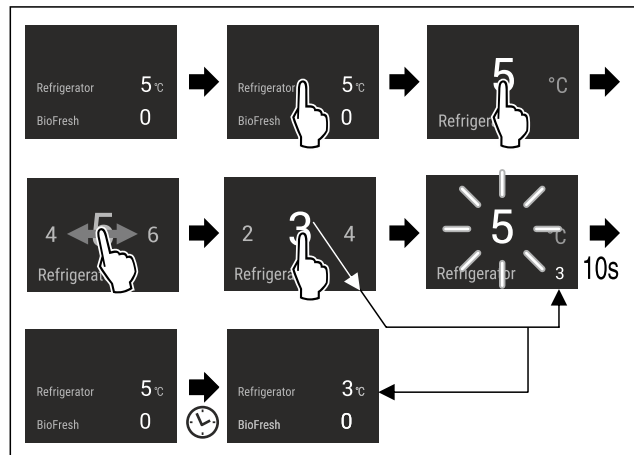 Refrigerator 5 °C
BioFresh 0
Refrigerator 5 °C
BioFresh 0
5 °C
Refriger
4 5 6
Refrigerat
2 3 4
Refrigera
5 °C
Refrigerator 3
10s
Refrigerator 5 °C
BioFresh 0
Refrigerator 3 °C
BioFresh 0